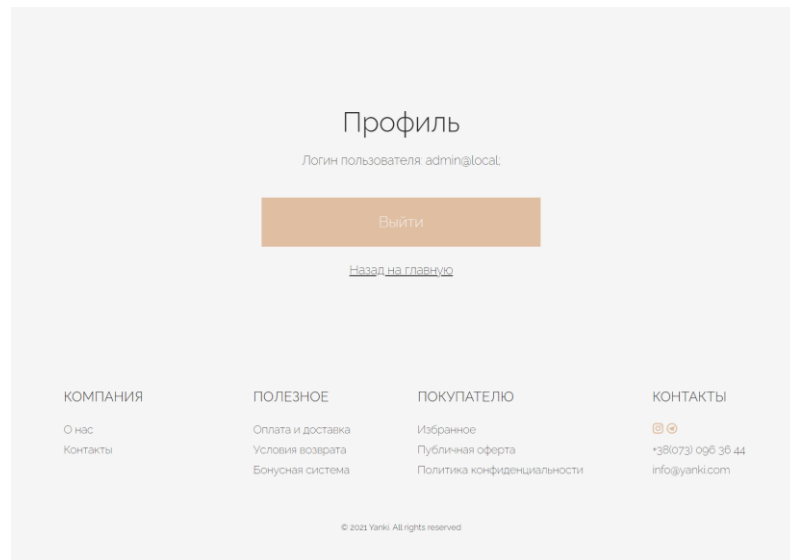 Профиль
Логин пользователя: admin@local;
Выйти
Назад на главную
КОМПАНИЯ
О нас
Контакты
ПОЛЕЗНОЕ
Оплата и доставка
Условия возврата
Бонусная система
ПОКУПАТЕЛЮ
Избранное
Публичная оферта
Политика конфиденциальности
КОНТАКТЫ
+38(073) 096 36 44
info@yanki.com
© 2021 Yanki. All rights reserved